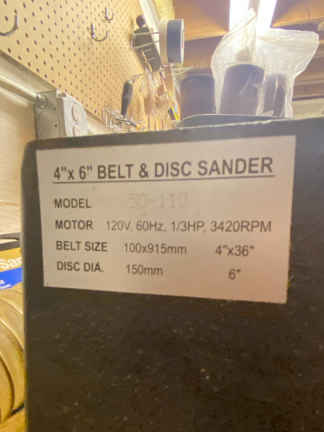 4"x 6" BELT & DISC SANDER
MODEL
MOTOR 120V, 60Hz, 1/3HP, 3420RPM
BELT SIZE 100x915mm 4"x36"
DISC DIA. 150mm 6"